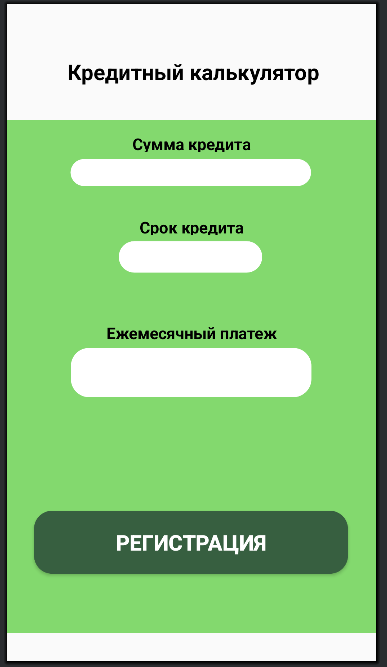 Кредитный калькулятор
Сумма кредита
Срок кредита
Ежемесячный платеж
РЕГИСТРАЦИЯ